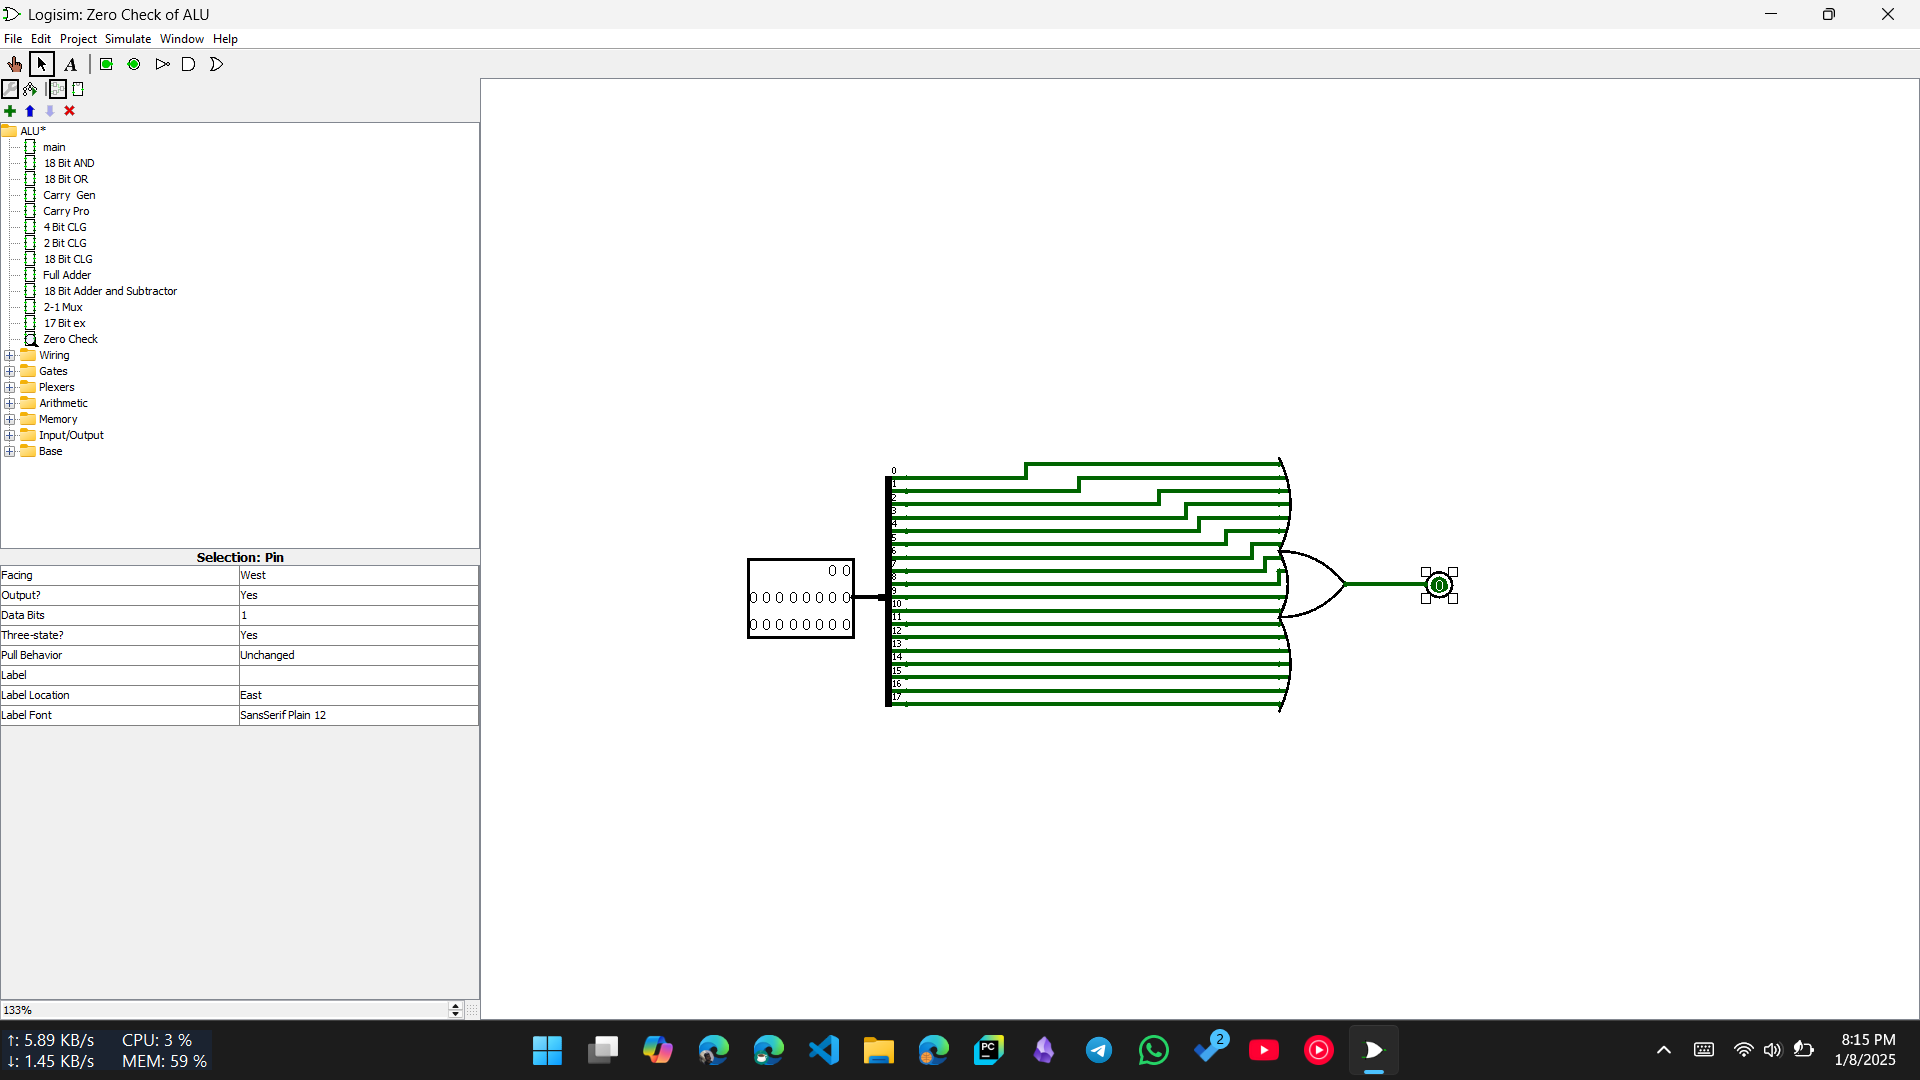 Logisim: Zero Check of ALU
File Edit Project Simulate Window Help
A
ALU*
main
18 Bit AND
18 Bit OR
Carry  Gen
Carry Pro
4 Bit CLG
2 Bit CLG
18 Bit CLG
Full Adder
18 Bit Adder and Subtractor
2-1 Mux
17 Bit ex
Zero Check
Wiring
Gates
Plexers
Arithmetic
Memory
Input/Output
Base
Selection: Pin
Facing West
Output? Yes
Data Bits 1
Three-state? Yes
Pull Behavior Unchanged
Label
Label Location East
Label Font SansSerif Plain 12
133%
0 0
0 0 0 0 0 0 0 0
0 0 0 0 0 0 0 0
0
1
2
3
4
5
6
7
8
9
10
11
12
13
14
15
16
17
0
↑: 5.89 KB/s CPU: 3 %
↓: 1.45 KB/s MEM: 59 %
PC
2
8:15 PM
1/8/2025